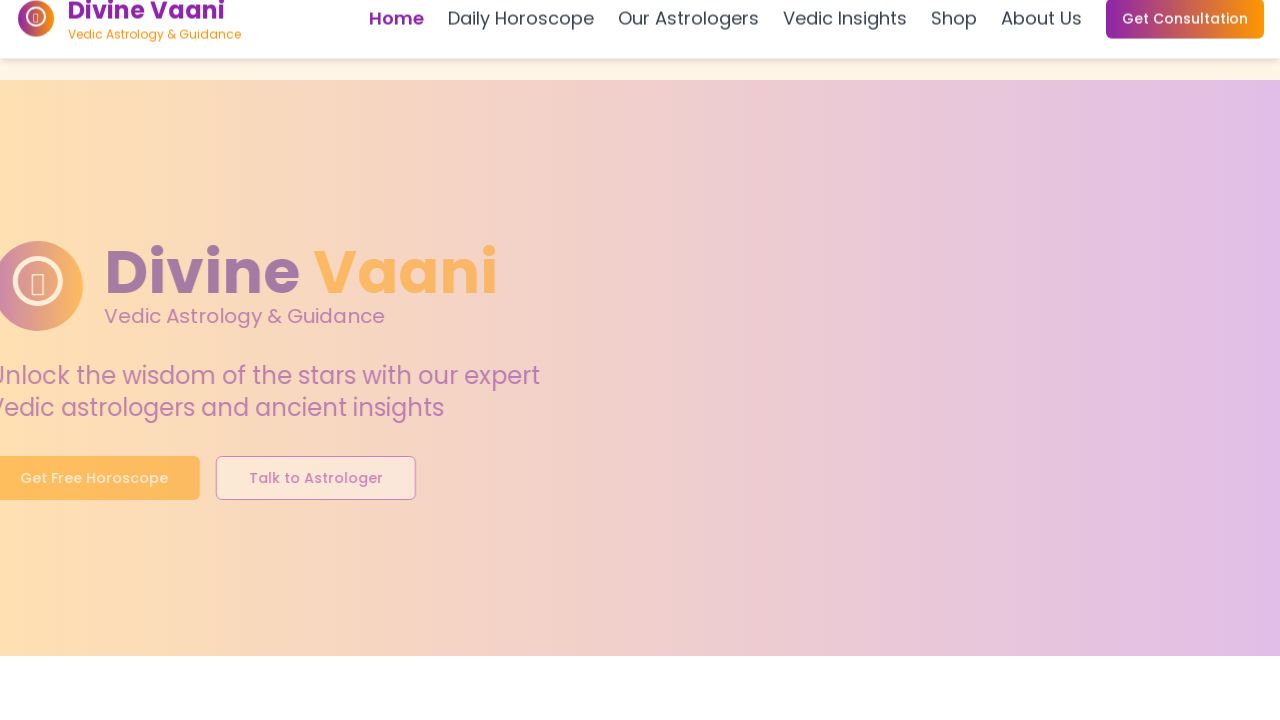 Divine Vaani
Vedic Astrology & Guidance
Home
Daily Horoscope
Our Astrologers
Vedic Insights
Shop
About Us
Get Consultation
Divine Vaani
Vedic Astrology & Guidance
Unlock the wisdom of the stars with our expert
Vedic astrologers and ancient insights
Get Free Horoscope
Talk to Astrologer